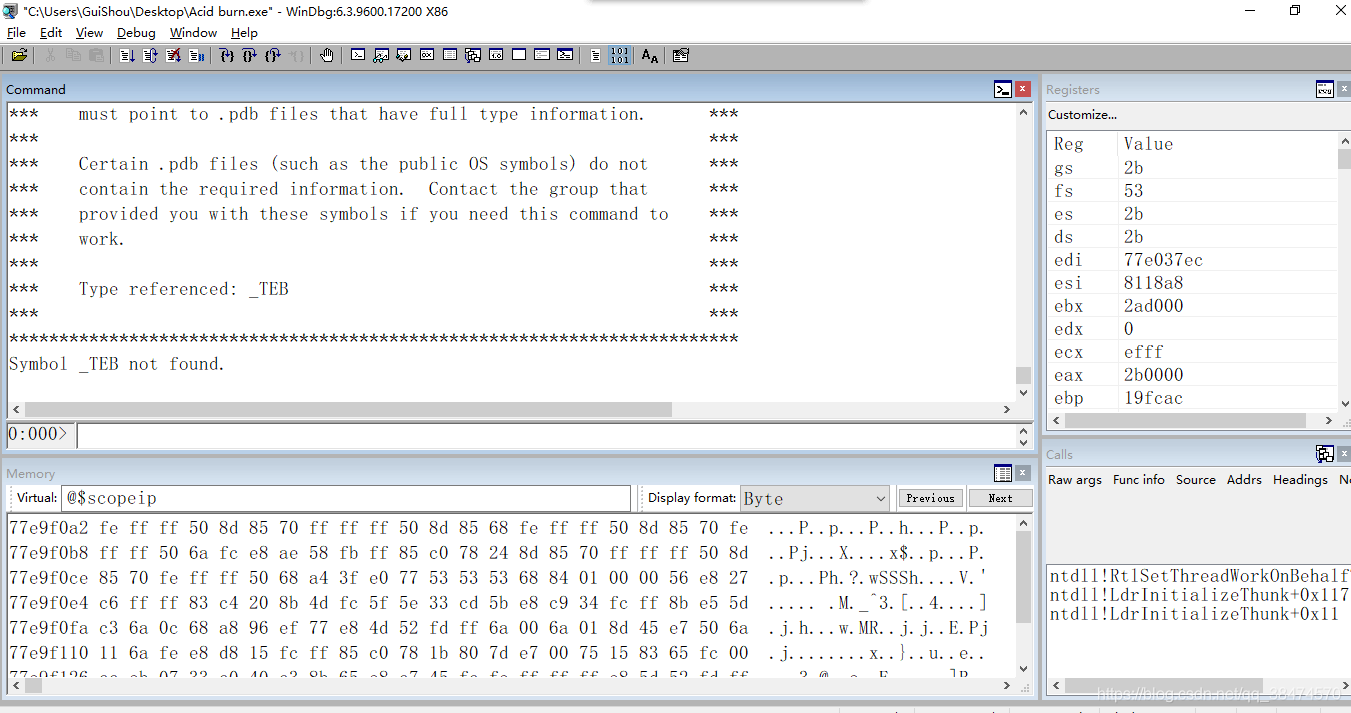 "C:\Users\GuiShou\Desktop\Acid burn.exe" - WinDbg:6.3.9600.17200 X86
File Edit View Debug Window Help
Command
*** must point to .pdb files that have full type information. ***
*** ***
*** Certain .pdb files (such as the public OS symbols) do not ***
*** contain the required information. Contact the group that ***
*** provided you with these symbols if you need this command to ***
*** work. ***
*** ***
*** Type referenced: _TEB ***
*** ***
*************************************************************************
Symbol _TEB not found.
0:000>
Memory
Virtual: @$scopeip Display format: Byte Previous Next
77e9f0a2 fe ff ff 50 8d 85 70 ff ff ff 50 8d 85 68 fe ff ff 50 8d 85 70 fe ...P..p...P..h...P..p.
77e9f0b8 ff ff 50 6a fc e8 ae 58 fb ff 85 c0 78 24 8d 85 70 ff ff ff 50 8d ..Pj...X....x$..p...P.
77e9f0ce 85 70 fe ff ff 50 68 a4 3f e0 77 53 53 53 68 84 01 00 00 56 e8 27 .p...Ph.?.wSSSh....V.'
77e9f0e4 c6 ff ff 83 c4 20 8b 4d fc 5f 5e 33 cd 5b e8 c9 34 fc ff 8b e5 5d ..... .M._^3.[..4....]
77e9f0fa c3 6a 0c 68 a8 96 ef 77 e8 4d 52 fd ff 6a 00 6a 01 8d 45 e7 50 6a .j.h...w.MR..j.j..E.Pj
77e9f110 11 6a fe e8 d8 15 fc ff 85 c0 78 1b 80 7d e7 00 75 15 83 65 fc 00 .j........x..}..u..e..
Registers
Customize...
Reg Value
gs 2b
fs 53
es 2b
ds 2b
edi 77e037ec
esi 8118a8
ebx 2ad000
edx 0
ecx efff
eax 2b0000
ebp 19fcac
Calls
Raw args Func info Source Addrs Headings
ntdll!RtlSetThreadWorkOnBehalf
ntdll!LdrInitializeThunk+0x117
ntdll!LdrInitializeThunk+0x11
https://blog.csdn.net/qq_38474570